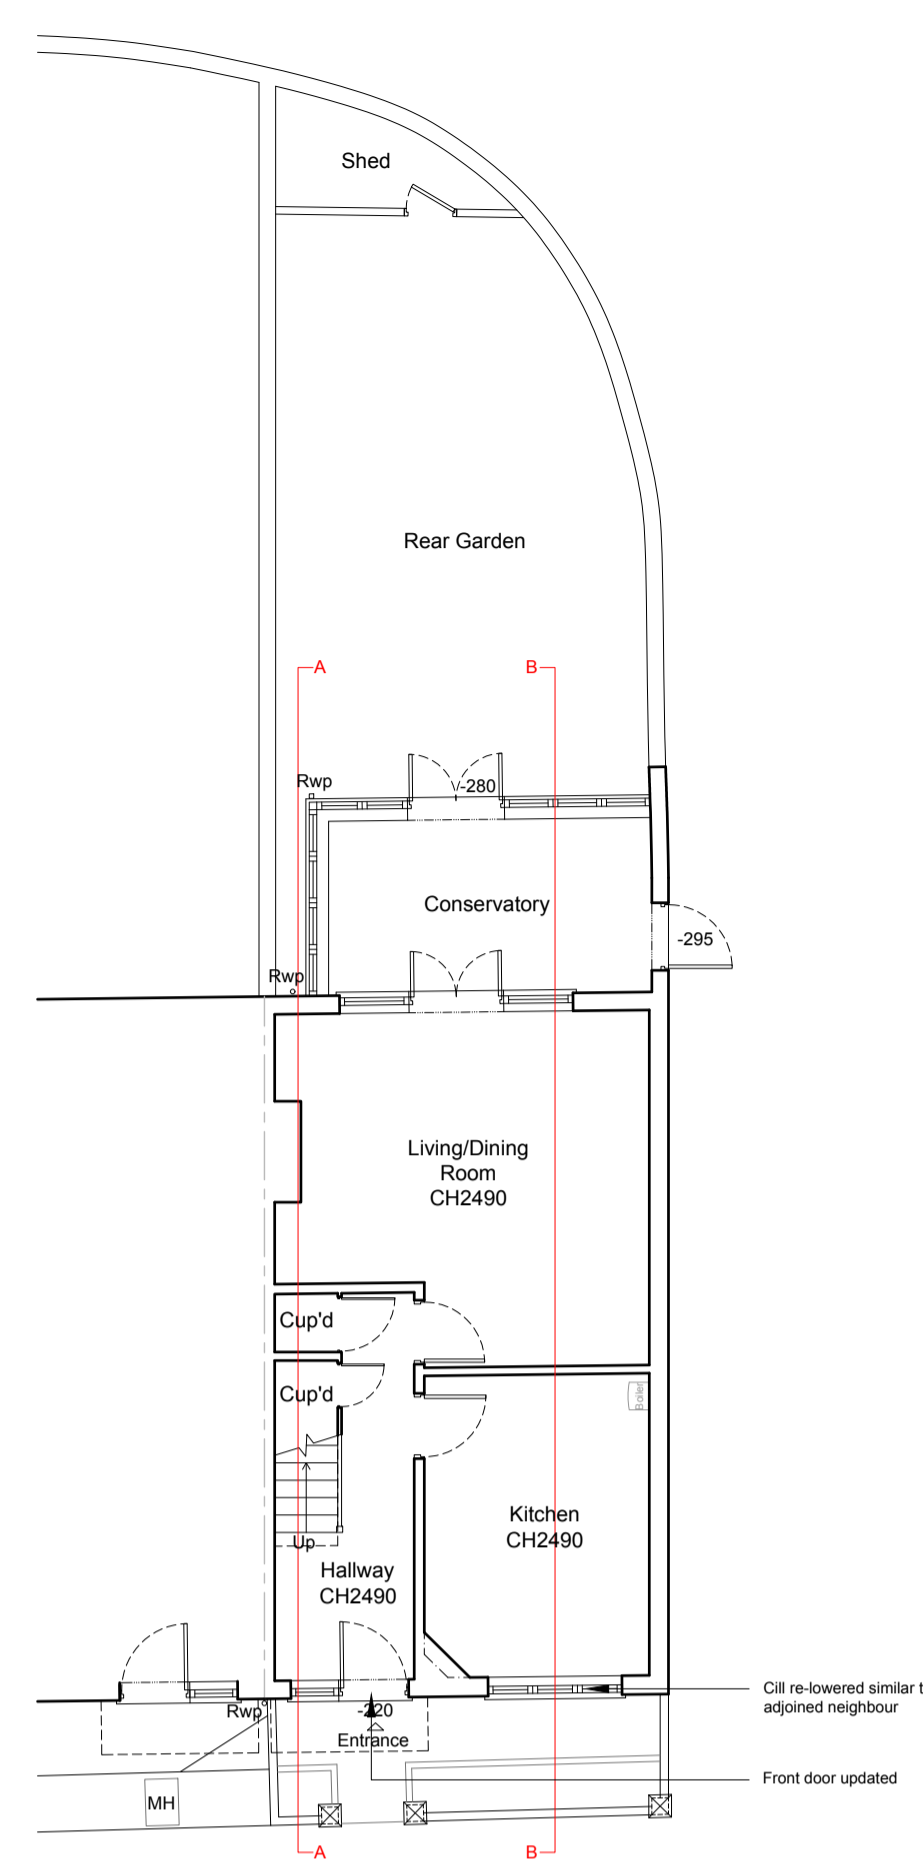 Shed
Rear Garden
A
B
Rwp
-280
Conservatory
-295
Rwp
Living/Dining
Room
CH2490
Cup'd
Cup'd
Boiler
Kitchen
CH2490
Up
Hallway
CH2490
Cill re-lowered similar t
adjoined neighbour
Rwp
-220
Entrance
Front door updated
MH
A
B